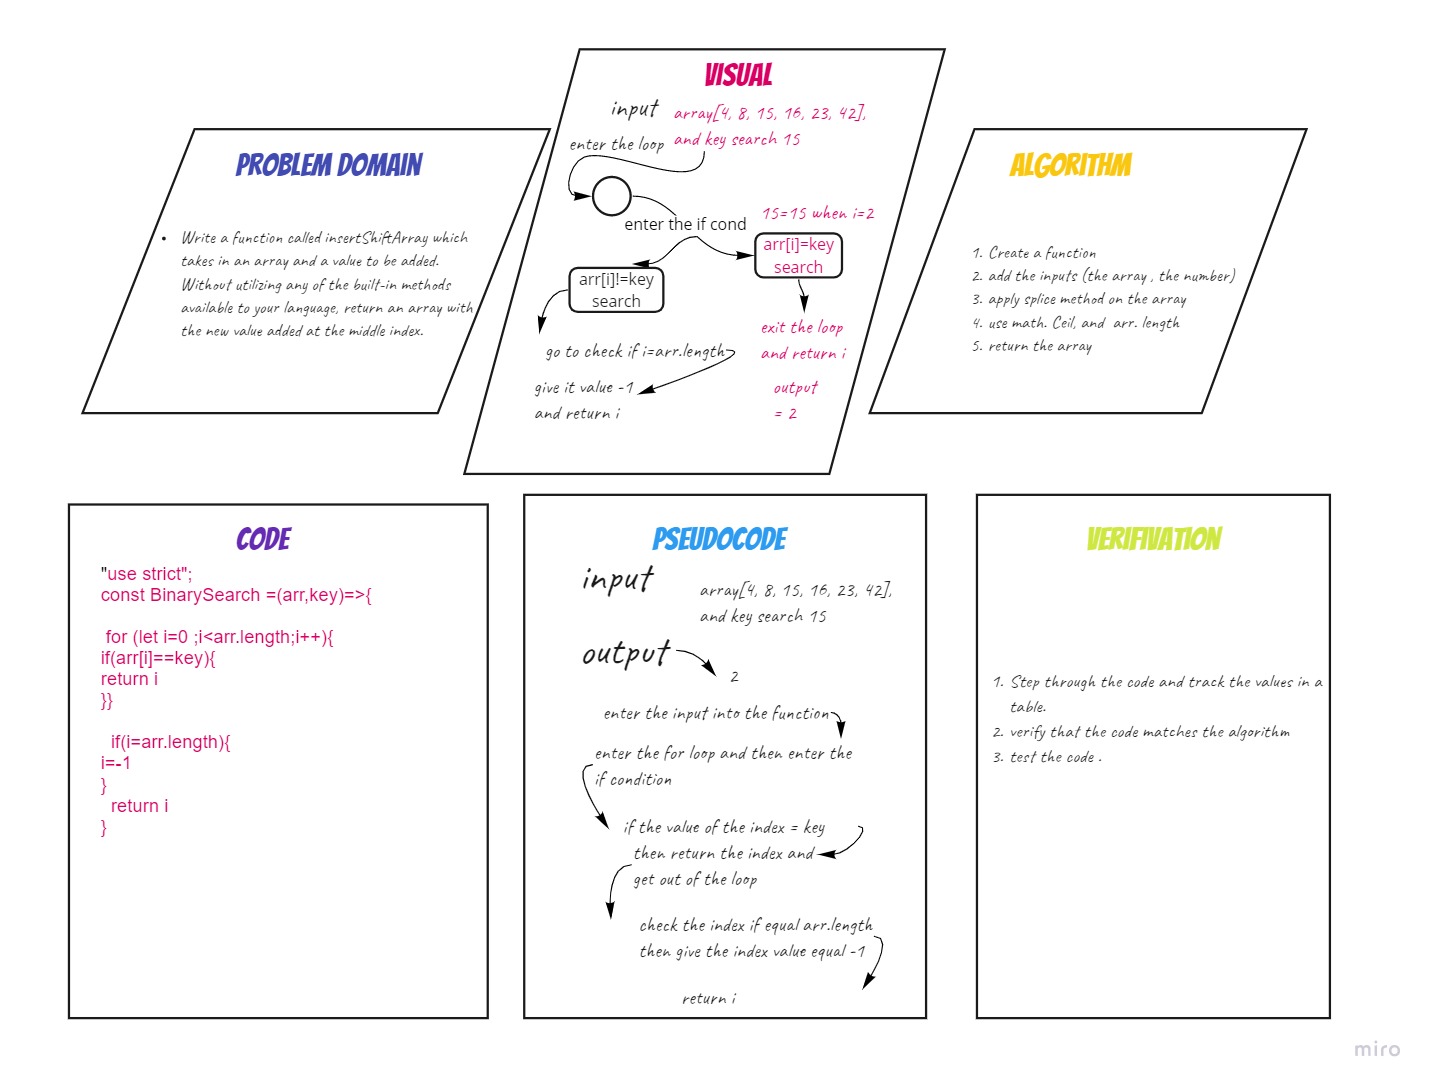 PROBLEM DOMAIN
• Write a function called insertShiftArray which
takes in an array and a value to be added.
Without utilizing any of the built-in methods
available to your language, return an array with
the new value added at the middle index.
VISUAL
input
array[4, 8, 15, 16, 23, 42],
and key search 15
enter the loop
enter the if cond
15=15 when i=2
arr[i]=key
search
arr[i]!=key
search
exit the loop
and return i
output
= 2
go to check if i=arr.length
give it value -1
and return i
ALGORITHM
1. Create a function
2. add the inputs (the array , the number)
3. apply splice method on the array
4. use math. Ceil, and arr. length
5. return the array
CODE
"use strict";
const BinarySearch =(arr,key)=>{
for (let i=0 ;i<arr.length;i++){
if(arr[i]==key){
return i
}}
if(i=arr.length){
i=-1
}
return i
}
PSEUDOCODE
input
array[4, 8, 15, 16, 23, 42],
and key search 15
output
2
enter the input into the function
enter the for loop and then enter the
if condition
if the value of the index = key
then return the index and
get out of the loop
check the index if equal arr.length
then give the index value equal -1
return i
VERIFIVATION
1. Step through the code and track the values in a
table.
2. verify that the code matches the algorithm
3. test the code .
miro